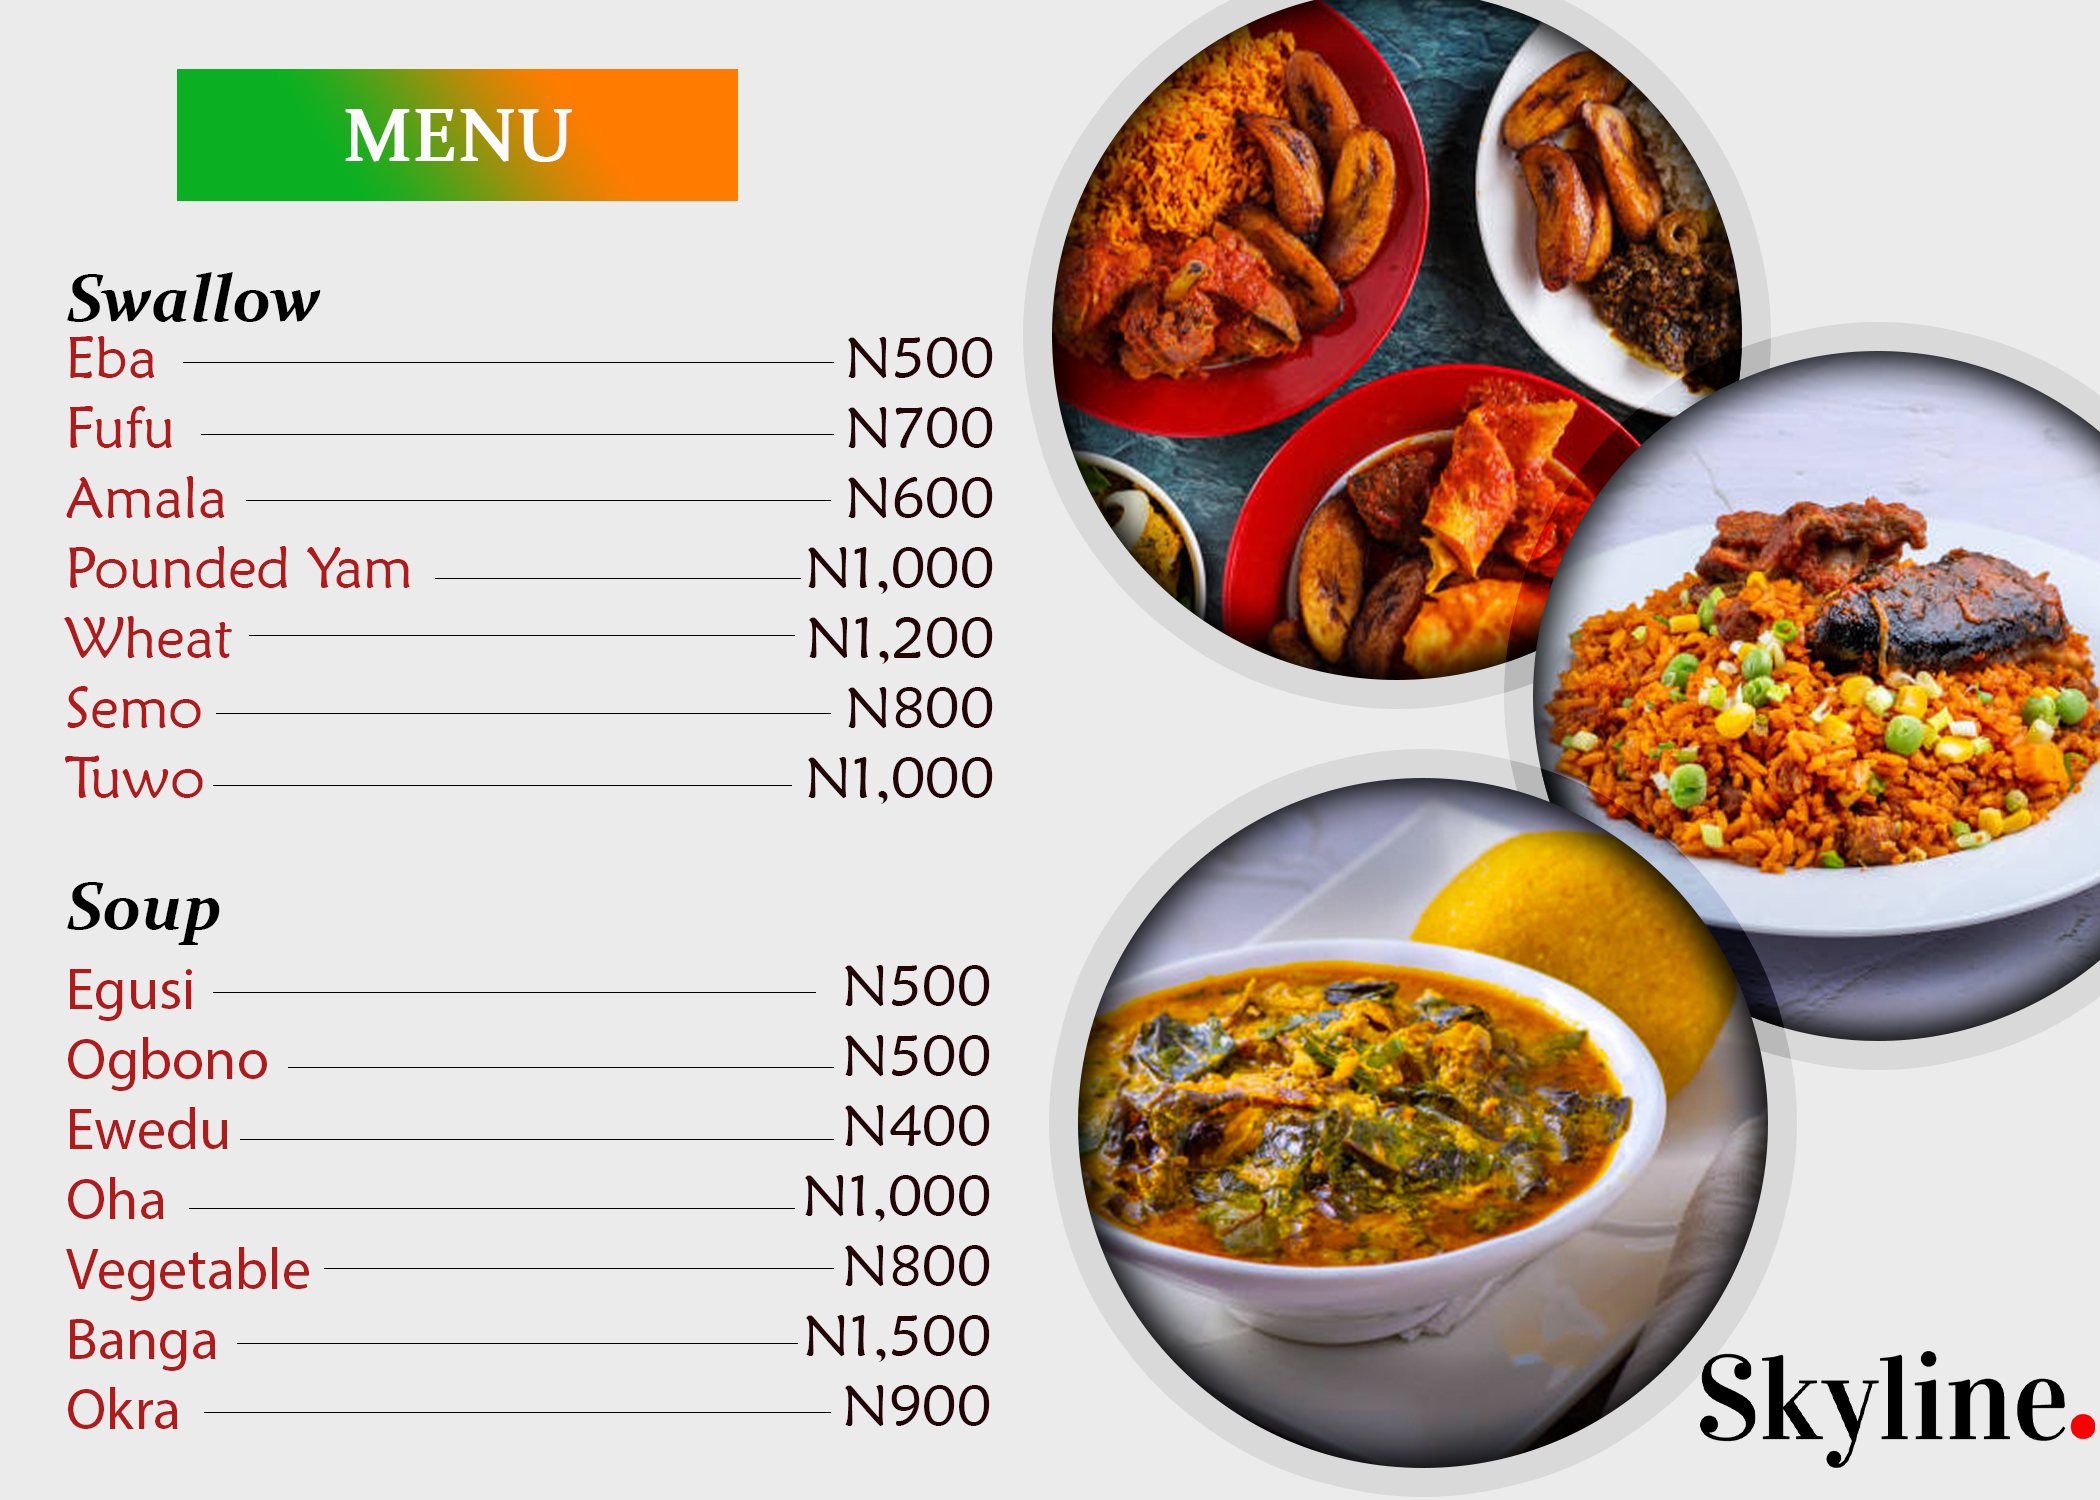 MENU
Swallow
Eba N500
Fufu N700
Amala N600
Pounded Yam N1,000
Wheat N1,200
Semo N800
Tuwo N1,000
Soup
Egusi N500
Ogbono N500
Ewedu N400
Oha N1,000
Vegetable N800
Banga N1,500
Okra N900
Skyline.